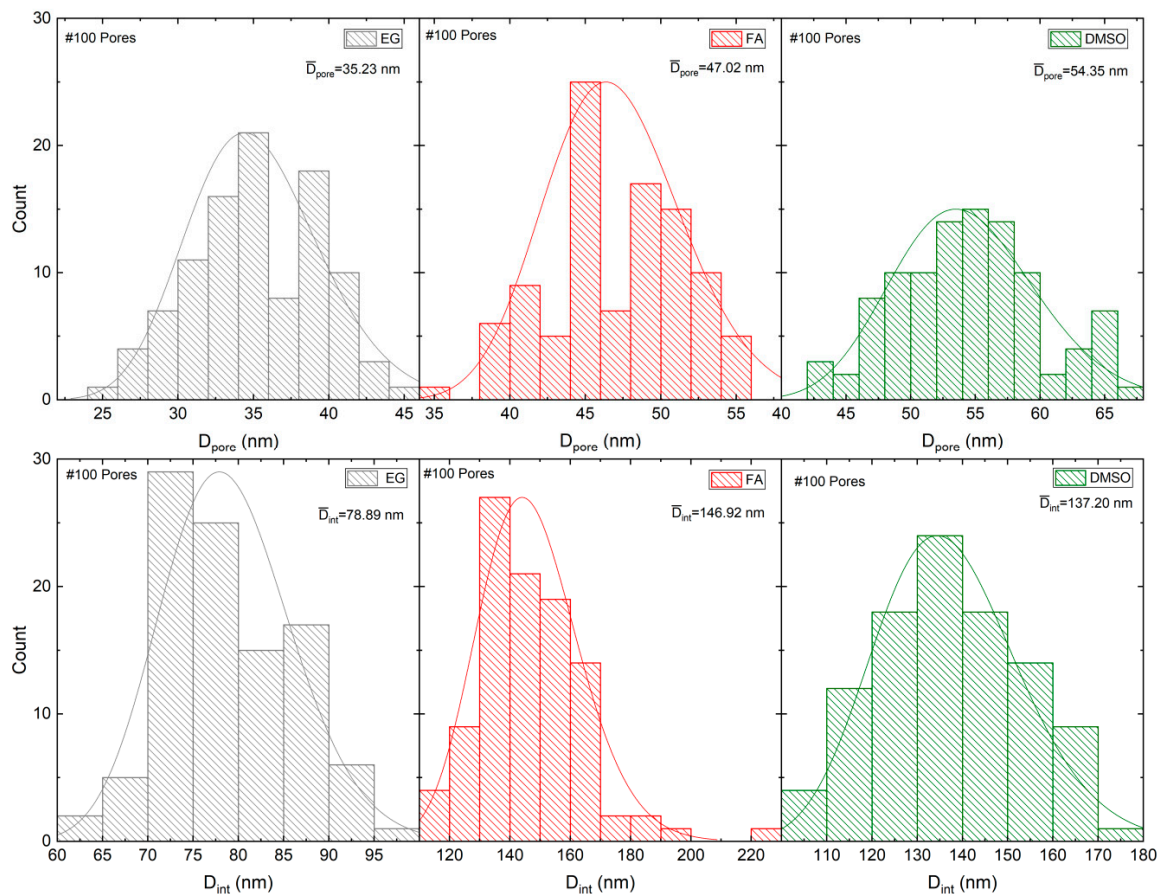 #100 Pores
EG
D̅pore=35.23 nm
#100 Pores
FA
D̅pore=47.02 nm
#100 Pores
DMSO
D̅pore=54.35 nm
Count
30
20
10
0
25 30 35 40 45
35 40 45 50 55
40 45 50 55 60 65
Dpore (nm)
Dpore (nm)
Dpore (nm)
#100 Pores
EG
D̅int=78.89 nm
#100 Pores
FA
D̅int=146.92 nm
#100 Pores
DMSO
D̅int=137.20 nm
Count
30
20
10
0
60 65 70 75 80 85 90 95
120 140 160 180 200 220
110 120 130 140 150 160 170 180
Dint (nm)
Dint (nm)
Dint (nm)